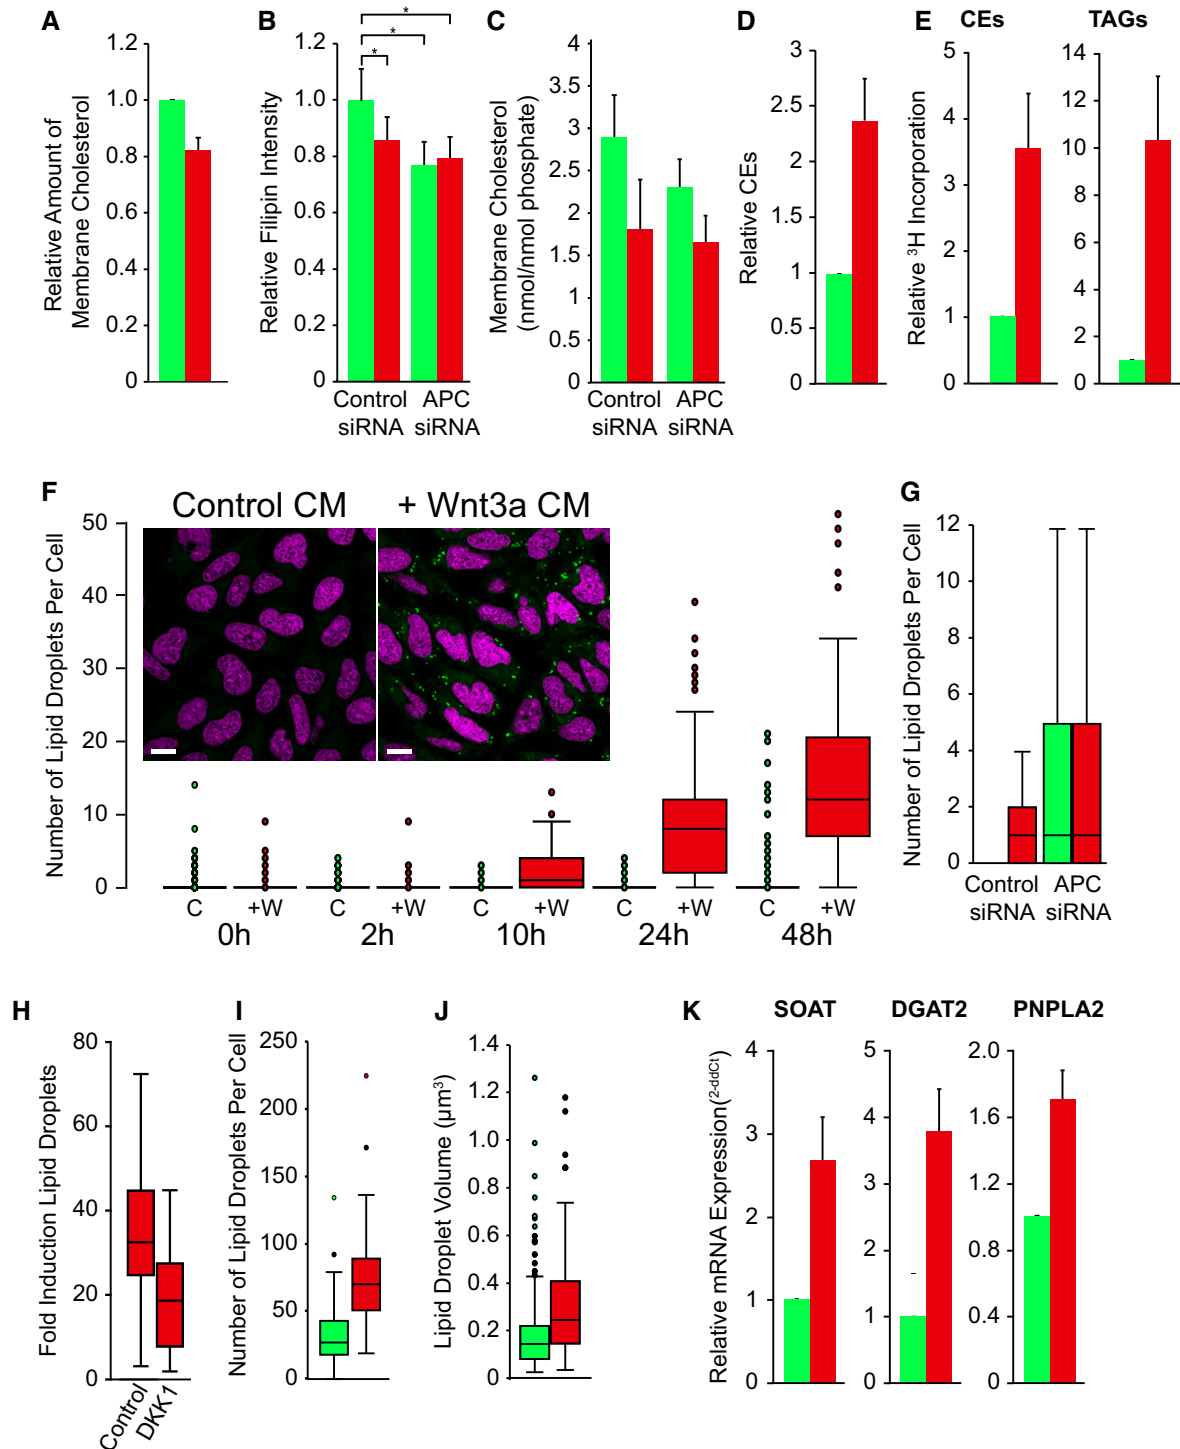 A
Relative Amount of
Membrane Cholesterol
1.2
1.0
0.8
0.6
0.4
0.2
0
B
Relative Filipin Intensity
1.2
1.0
0.8
0.6
0.4
0.2
0
*
*
*
Control
siRNA
APC
siRNA
C
Membrane Cholesterol
(nmol/nmol phosphate)
4
3.5
3
2.5
2
1.5
1
0.5
0
Control
siRNA
APC
siRNA
D
Relative CEs
3
2.5
2
1.5
1
0.5
0
E
CEs
TAGs
Relative ³H Incorporation
5
4
3
2
1
0
14
12
10
8
6
4
2
0
F
Control CM
+ Wnt3a CM
Number of Lipid Droplets Per Cell
50
40
30
20
10
0
C
+W
C
+W
C
+W
C
+W
C
+W
0h
2h
10h
24h
48h
G
Number of Lipid Droplets Per Cell
12
10
8
6
4
2
0
Control
siRNA
APC
siRNA
H
Fold Induction Lipid Droplets
80
60
40
20
0
Control
DKK1
I
Number of Lipid Droplets Per Cell
250
200
150
100
50
0
J
Lipid Droplet Volume (µm³)
1.4
1.2
1
0.8
0.6
0.4
0.2
0
K
SOAT
DGAT2
PNPLA2
Relative mRNA Expression(2-ddCt)
4
3
2
1
0
5
4
3
2
1
0
2.0
1.6
1.2
0.8
0.4
0